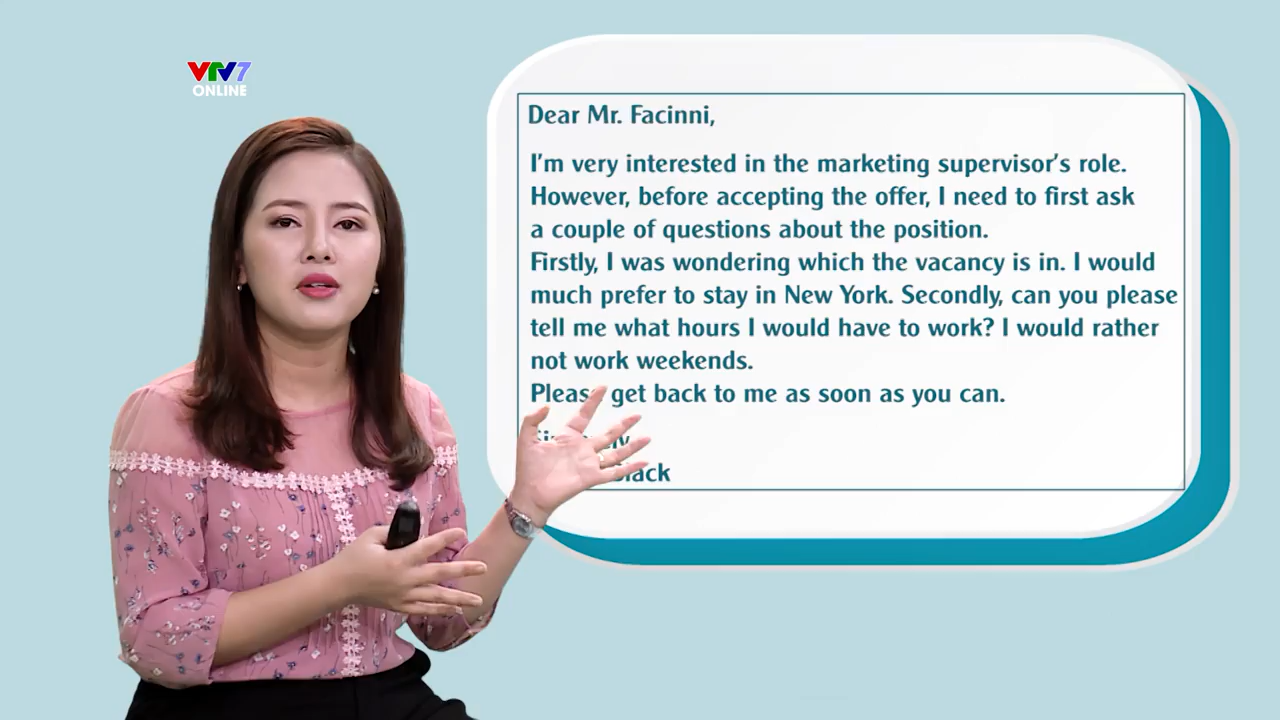 VTV7
ONLINE
Dear Mr. Facinni,
I'm very interested in the marketing supervisor's role.
However, before accepting the offer, I need to first ask
a couple of questions about the position.
Firstly, I was wondering which the vacancy is in. I would
much prefer to stay in New York. Secondly, can you please
tell me what hours I would have to work? I would rather
not work weekends.
Please get back to me as soon as you can.